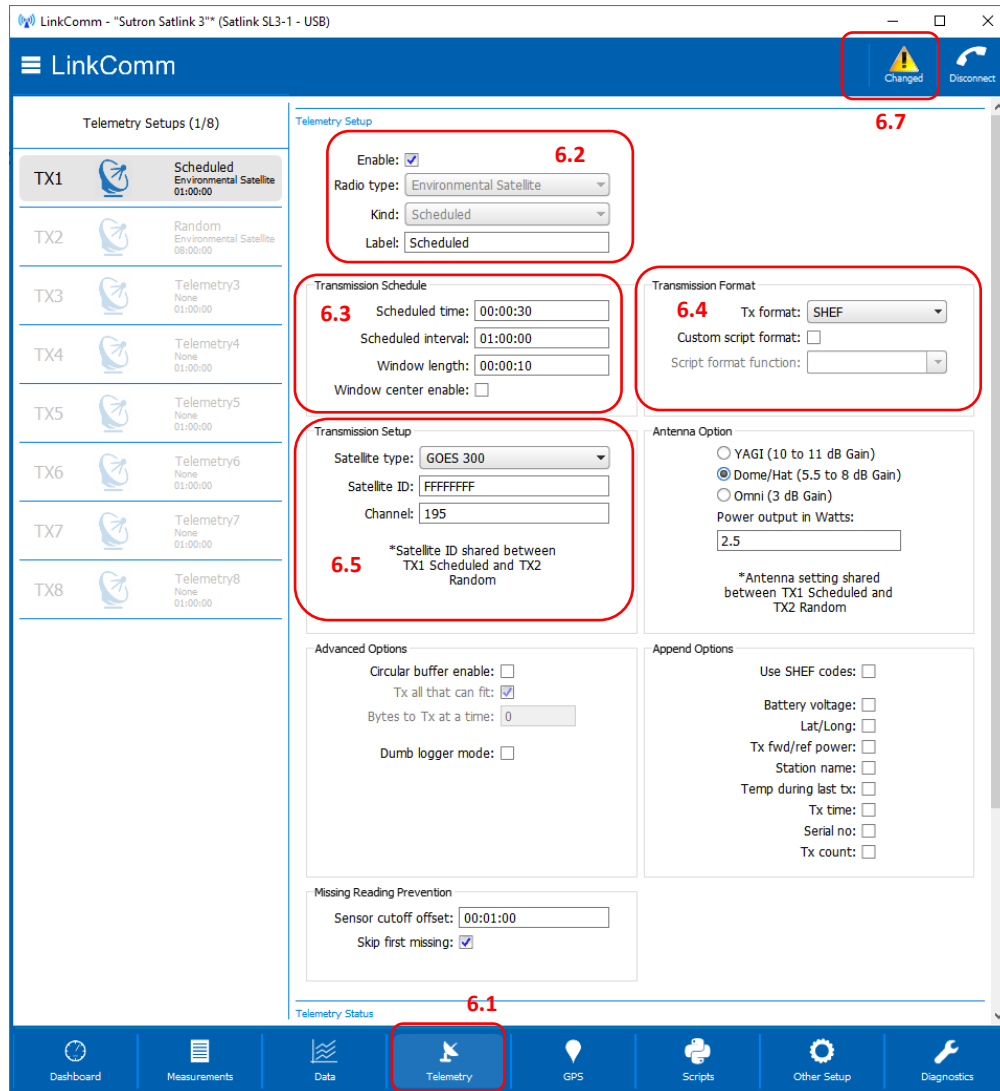 LinkComm - "Sutron Satlink 3"* (Satlink SL3-1 - USB)
LinkComm
Changed
Disconnect
6.7
Telemetry Setups (1/8)
TX1
Scheduled
Environmental Satellite
01:00:00
TX2
Random
Environmental Satellite
08:00:00
TX3
Telemetry3
None
01:00:00
TX4
Telemetry4
None
01:00:00
TX5
Telemetry5
None
01:00:00
TX6
Telemetry6
None
01:00:00
TX7
Telemetry7
None
01:00:00
TX8
Telemetry8
None
01:00:00
Telemetry Setup
6.2
Enable:
Radio type: Environmental Satellite
Kind: Scheduled
Label: Scheduled
Transmission Schedule
6.3
Scheduled time: 00:00:30
Scheduled interval: 01:00:00
Window length: 00:00:10
Window center enable:
Transmission Format
6.4
Tx format: SHEF
Custom script format:
Script format function:
Transmission Setup
Satellite type: GOES 300
Satellite ID: FFFFFFFF
Channel: 195
6.5
*Satellite ID shared between
TX1 Scheduled and TX2
Random
Antenna Option
YAGI (10 to 11 dB Gain)
Dome/Hat (5.5 to 8 dB Gain)
Omni (3 dB Gain)
Power output in Watts:
2.5
*Antenna setting shared
between TX1 Scheduled and
TX2 Random
Advanced Options
Circular buffer enable:
Tx all that can fit:
Bytes to Tx at a time: 0
Dumb logger mode:
Append Options
Use SHEF codes:
Battery voltage:
Lat/Long:
Tx fwd/ref power:
Station name:
Temp during last tx:
Tx time:
Serial no:
Tx count:
Missing Reading Prevention
Sensor cutoff offset: 00:01:00
Skip first missing:
6.1
Telemetry Status
Dashboard
Measurements
Data
Telemetry
GPS
Scripts
Other Setup
Diagnostics